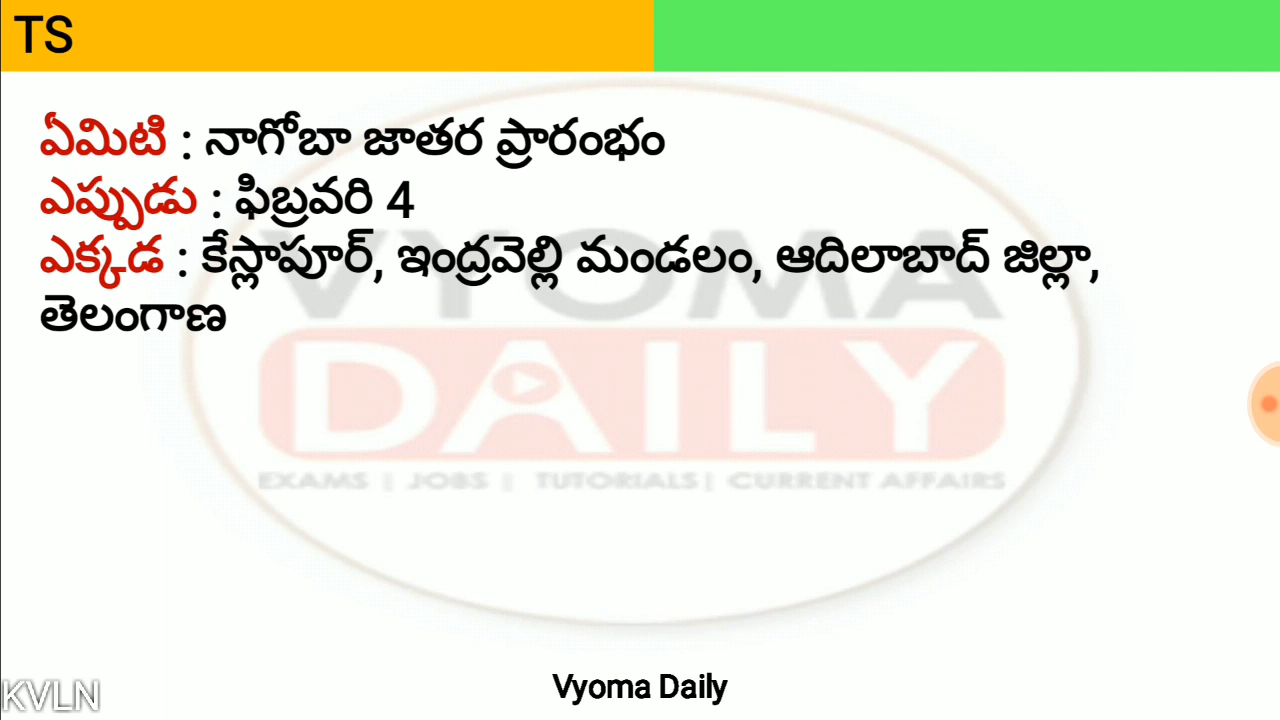 TS
ఏమిటి : నాగోబా జాతర ప్రారంభం
ఎప్పుడు : ఫిబ్రవరి 4
ఎక్కడ : కేస్లాపూర్, ఇంద్రవెల్లి మండలం, ఆదిలాబాద్ జిల్లా,
తెలంగాణ
VYOMA
DAILY
EXAMS | JOBS | TUTORIALS | CURRENT AFFAIRS
Vyoma Daily
KVLN